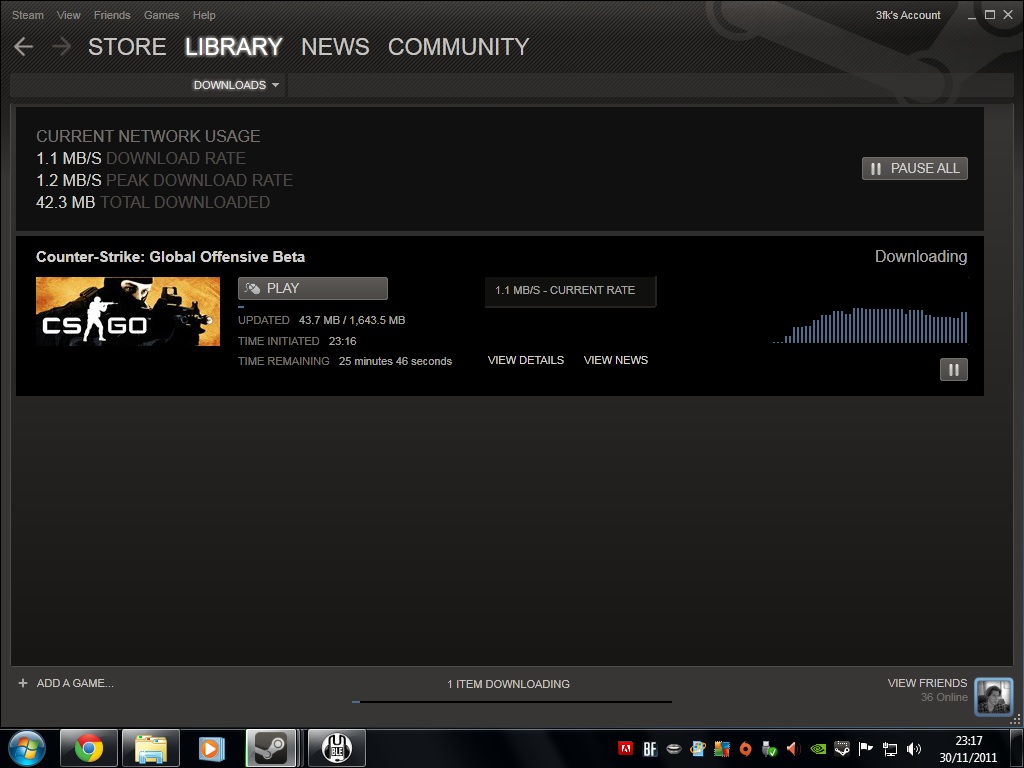 Steam View Friends Games Help 3fk's Account
STORE LIBRARY NEWS COMMUNITY
DOWNLOADS
CURRENT NETWORK USAGE
1.1 MB/S DOWNLOAD RATE
1.2 MB/S PEAK DOWNLOAD RATE
42.3 MB TOTAL DOWNLOADED
PAUSE ALL
Counter-Strike: Global Offensive Beta
Downloading
CS GO
PLAY
1.1 MB/S - CURRENT RATE
UPDATED 43.7 MB / 1,643.5 MB
TIME INITIATED 23:16
TIME REMAINING 25 minutes 46 seconds
VIEW DETAILS VIEW NEWS
+ ADD A GAME...
1 ITEM DOWNLOADING
VIEW FRIENDS
36 Online
U
BLE
BF
23:17
30/11/2011